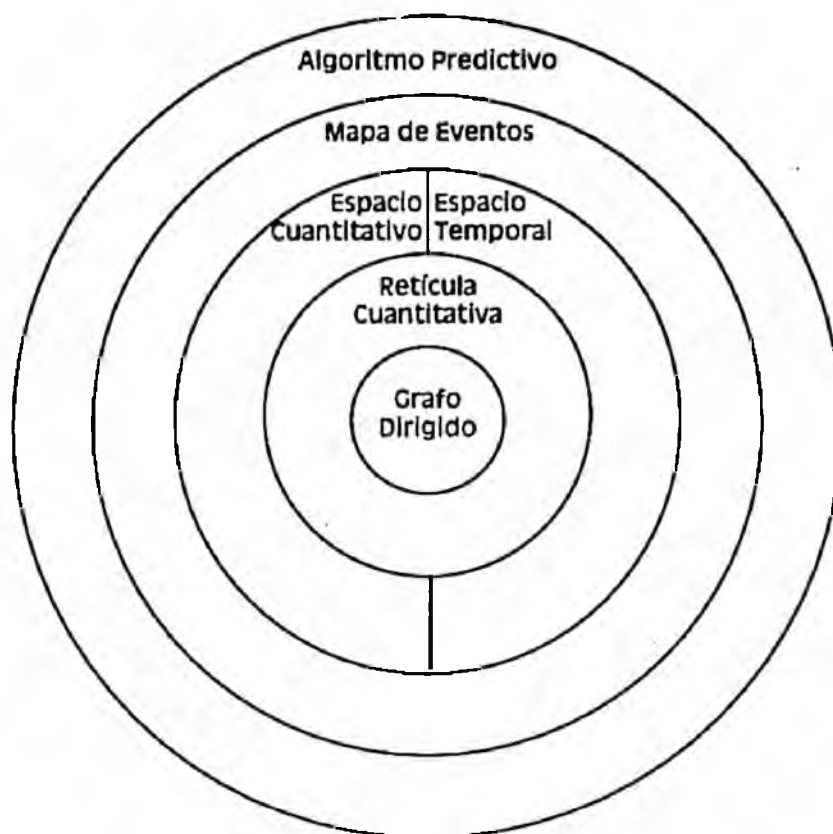 Algoritmo Predictivo
Mapa de Eventos
Espacio
Cuantitativo
Espacio
Temporal
Retícula
Cuantitativa
Grafo
Dirigido